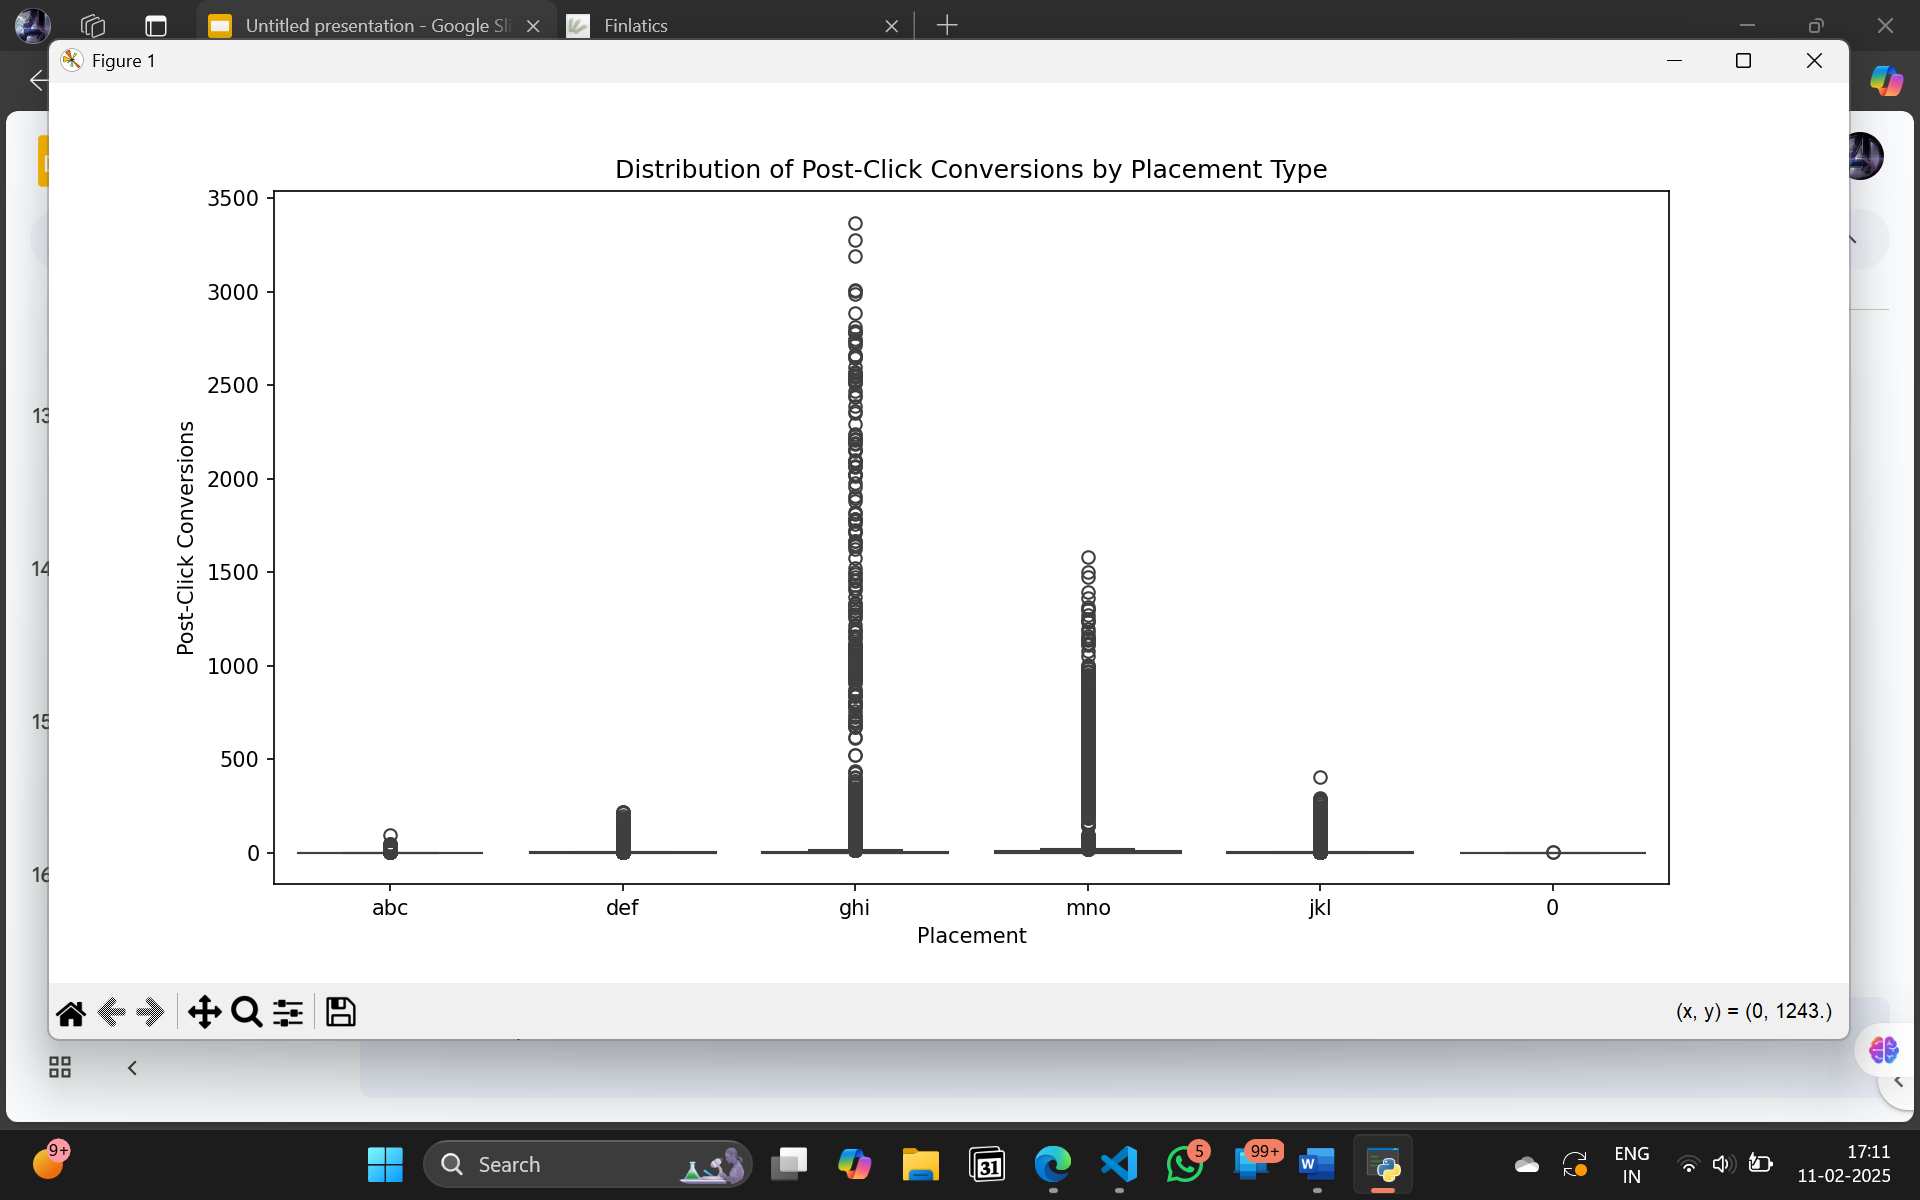 Untitled presentation - Google Sli
Finlatics
Figure 1
Distribution of Post-Click Conversions by Placement Type
3500
3000
2500
2000
1500
1000
500
0
Post-Click Conversions
abc
def
ghi
mno
jkl
0
Placement
(x, y) = (0, 1243.)
13
14
15
16
9+
Search
31
5
99+
W
ENG
IN
17:11
11-02-2025